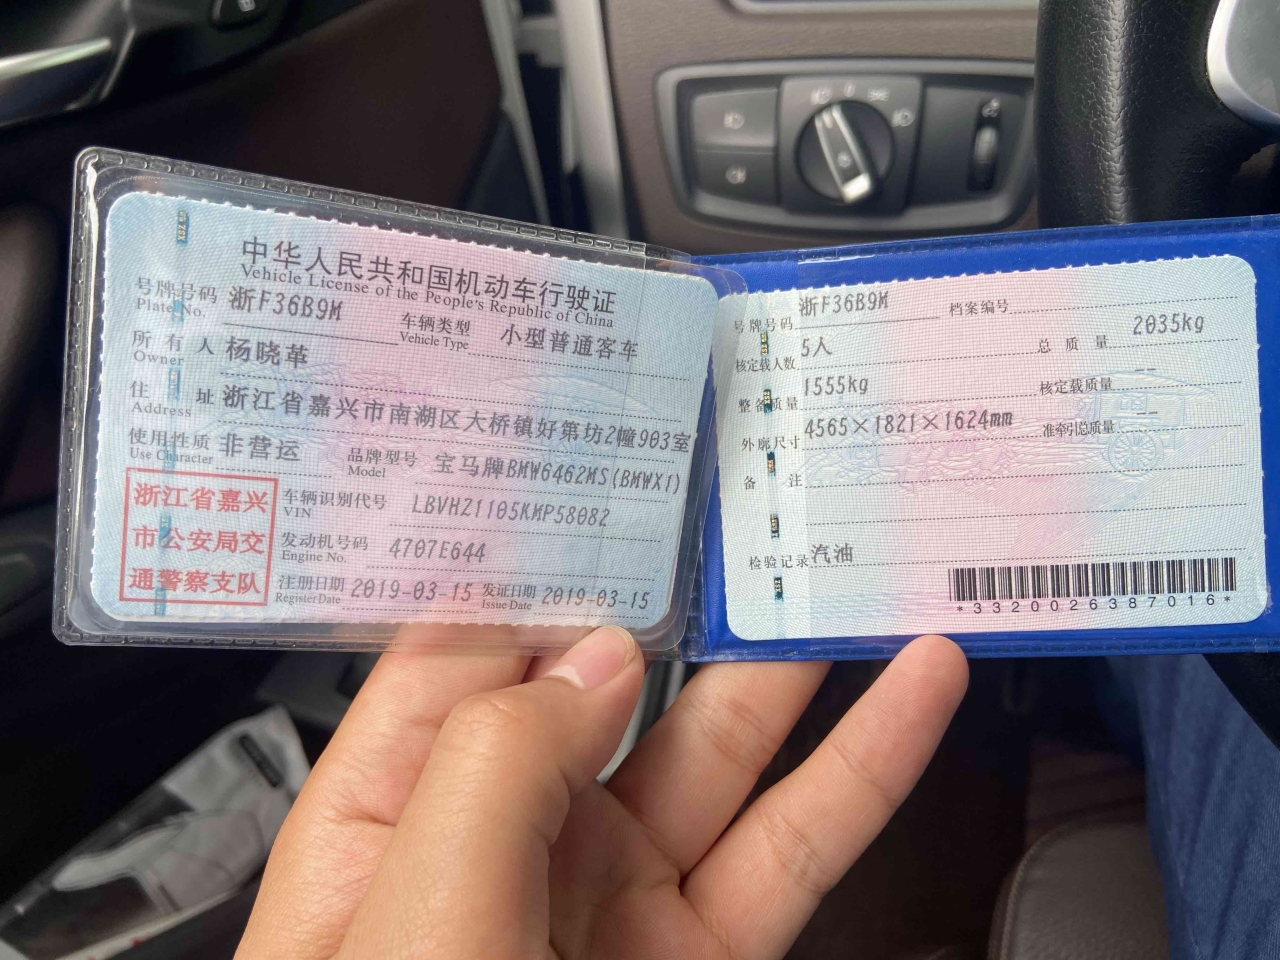 中华人民共和国机动车行驶证
Vehicle License of the People's Republic of China
号牌号码 浙F36B9M 车辆类型 小型普通客车
Plate No. Vehicle Type
所有人 杨晓革
Owner
住址 浙江省嘉兴市南湖区大桥镇好第坊2幢903室
Address
使用性质 非营运 品牌型号 宝马牌BMW6462MS(BMWX1)
Use Character Model
浙江省嘉兴
市公安局交
通警察支队
车辆识别代号 LBVHZ1105KMP58082
VIN
发动机号码 4707E644
Engine No.
注册日期 2019-03-15 发证日期 2019-03-15
Register Date Issue Date
号牌号码 浙F36B9M 档案编号
核定载人数 5人 总质量 2035kg
整备质量 1555kg 核定载质量 --
外廓尺寸 4565×1821×1624mm 准牵引总质量 --
备注
检验记录 汽油
*3320026387016*